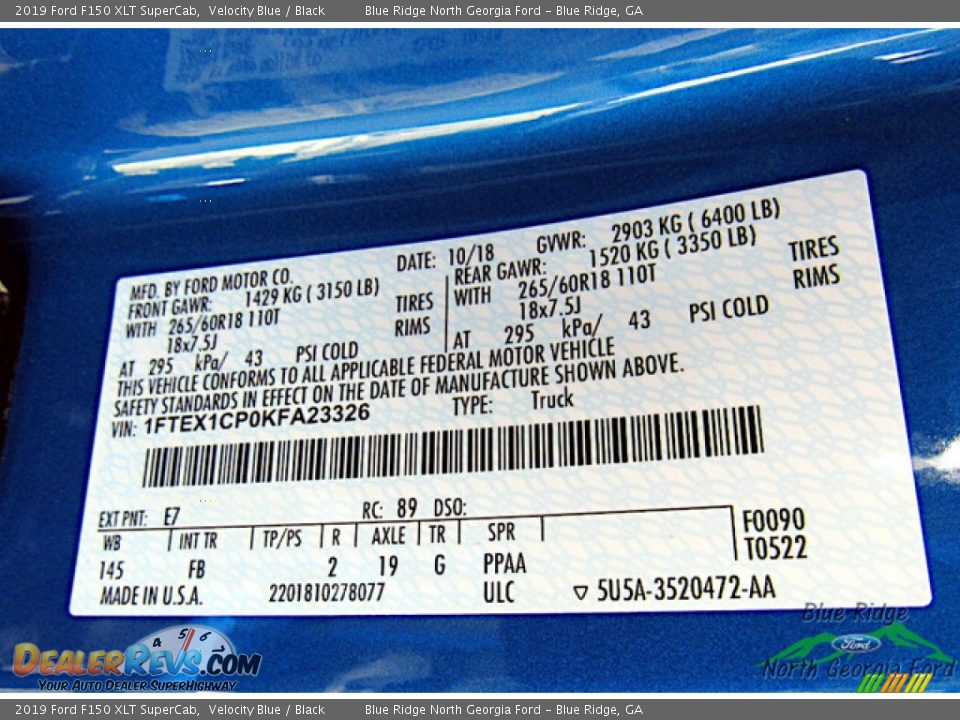 2019 Ford F150 XLT SuperCab, Velocity Blue / Black Blue Ridge North Georgia Ford - Blue Ridge, GA
MFD. BY FORD MOTOR CO. DATE: 10/18 GVWR: 2903 KG ( 6400 LB)
FRONT GAWR: 1429 KG ( 3150 LB) REAR GAWR: 1520 KG ( 3350 LB)
WITH 265/60R18 110T TIRES WITH 265/60R18 110T TIRES
18x7.5J RIMS 18x7.5J RIMS
AT 295 kPa/ 43 PSI COLD AT 295 kPa/ 43 PSI COLD
THIS VEHICLE CONFORMS TO ALL APPLICABLE FEDERAL MOTOR VEHICLE
SAFETY STANDARDS IN EFFECT ON THE DATE OF MANUFACTURE SHOWN ABOVE.
VIN: 1FTEX1CP0KFA23326 TYPE: Truck
EXT PNT: E7 RC: 89 DSO:
WB INT TR TP/PS R AXLE TR SPR F0090
145 FB 2 19 G PPAA T0522
MADE IN U.S.A. 2201810278077 ULC ▽ 5U5A-3520472-AA
4 5 6
DEALERREVS.COM
YOUR AUTO DEALER SUPERHIGHWAY
Blue Ridge
Ford
North Georgia Ford
2019 Ford F150 XLT SuperCab, Velocity Blue / Black Blue Ridge North Georgia Ford - Blue Ridge, GA